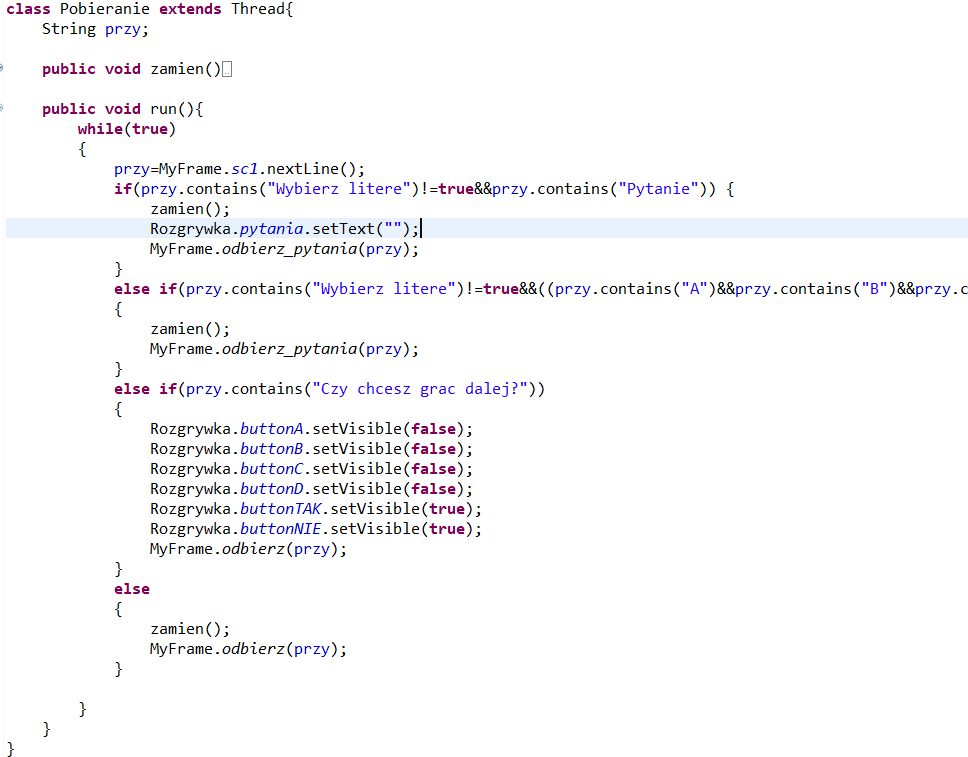 class Pobieranie extends Thread{
    String przy;

    public void zamien()

    public void run(){
        while(true)
        {
            przy=MyFrame.sc1.nextLine();
            if(przy.contains("Wybierz litere")!=true&&przy.contains("Pytanie")) {
                zamien();
                Rozgrywka.pytania.setText("");
                MyFrame.odbierz_pytania(przy);
            }
            else if(przy.contains("Wybierz litere")!=true&&((przy.contains("A")&&przy.contains("B")&&przy.c
            {
                zamien();
                MyFrame.odbierz_pytania(przy);
            }
            else if(przy.contains("Czy chcesz grac dalej?"))
            {
                Rozgrywka.buttonA.setVisible(false);
                Rozgrywka.buttonB.setVisible(false);
                Rozgrywka.buttonC.setVisible(false);
                Rozgrywka.buttonD.setVisible(false);
                Rozgrywka.buttonTAK.setVisible(true);
                Rozgrywka.buttonNIE.setVisible(true);
                MyFrame.odbierz(przy);
            }
            else
            {
                zamien();
                MyFrame.odbierz(przy);
            }

        }
    }
}